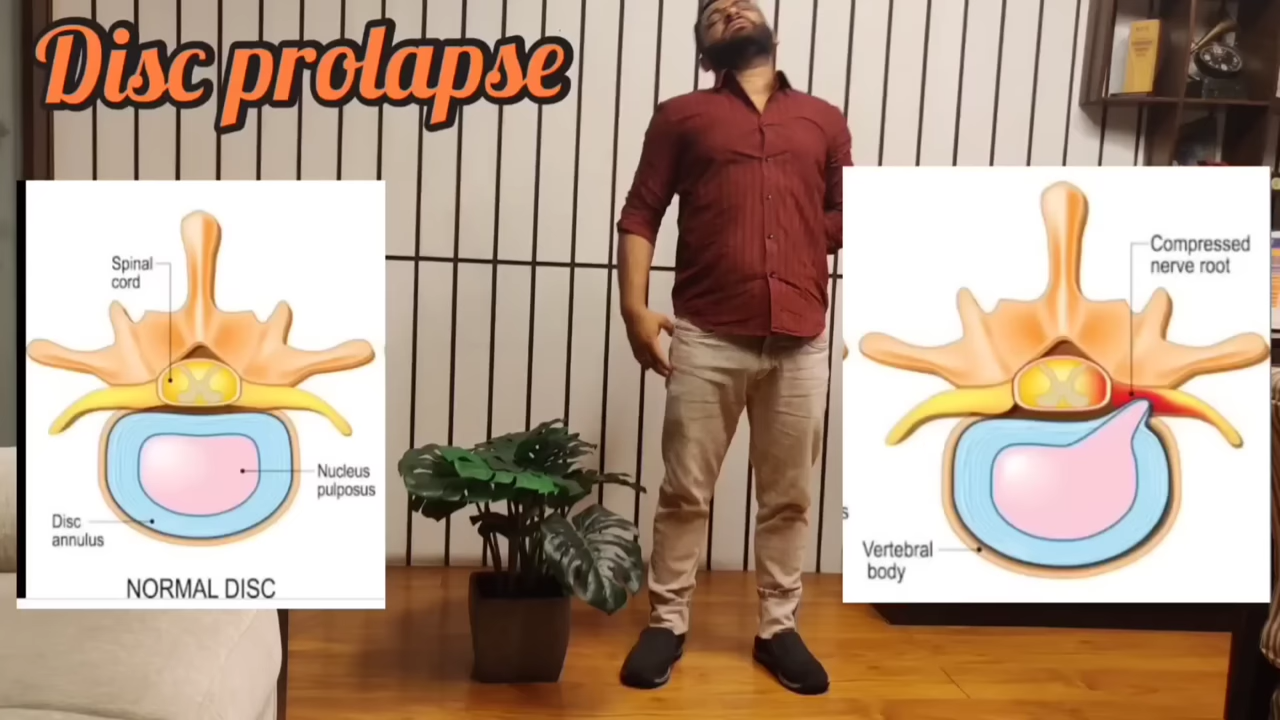 Disc prolapse
Spinal
cord
Nucleus
pulposus
Disc
annulus
NORMAL DISC
Compressed
nerve root
Vertebral
body